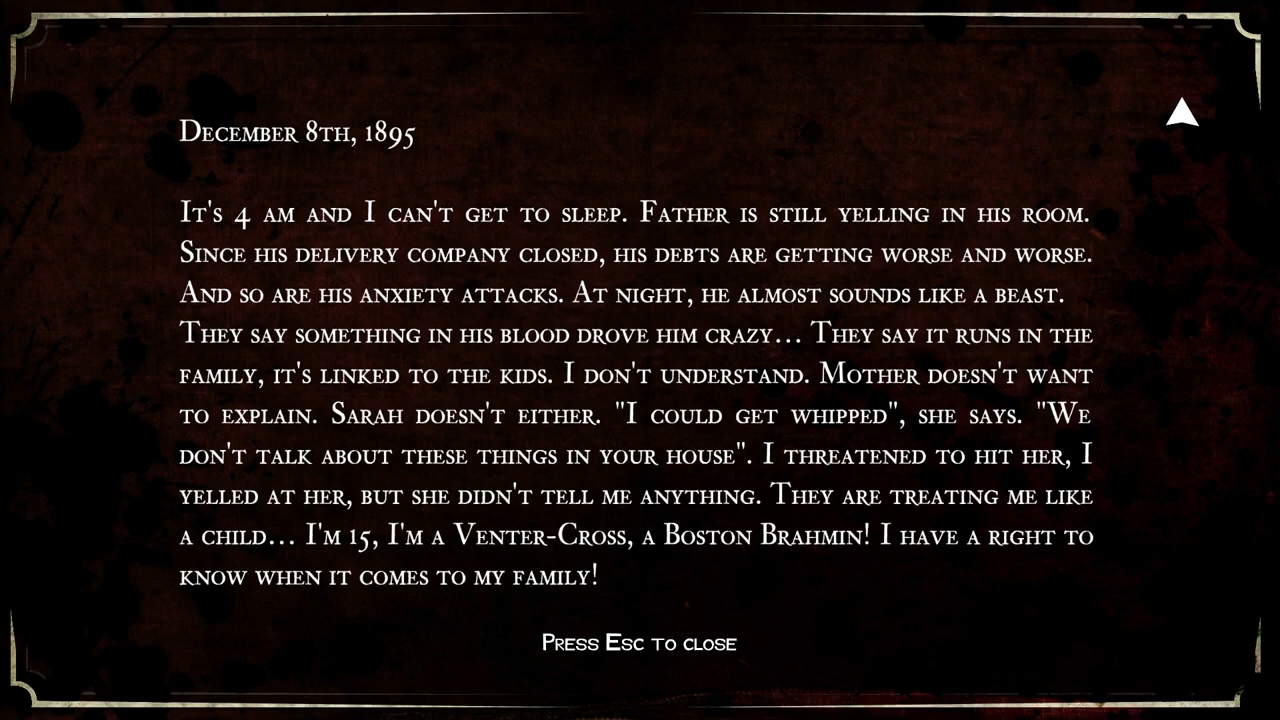 December 8th, 1895
It's 4 am and I can't get to sleep. Father is still yelling in his room.
Since his delivery company closed, his debts are getting worse and worse.
And so are his anxiety attacks. At night, he almost sounds like a beast.
They say something in his blood drove him crazy... They say it runs in the
family, it's linked to the kids. I don't understand. Mother doesn't want
to explain. Sarah doesn't either. "I could get whipped", she says. "We
don't talk about these things in your house". I threatened to hit her, I
yelled at her, but she didn't tell me anything. They are treating me like
a child... I'm 15, I'm a Venter-Cross, a Boston Brahmin! I have a right to
know when it comes to my family!
Press Esc to close